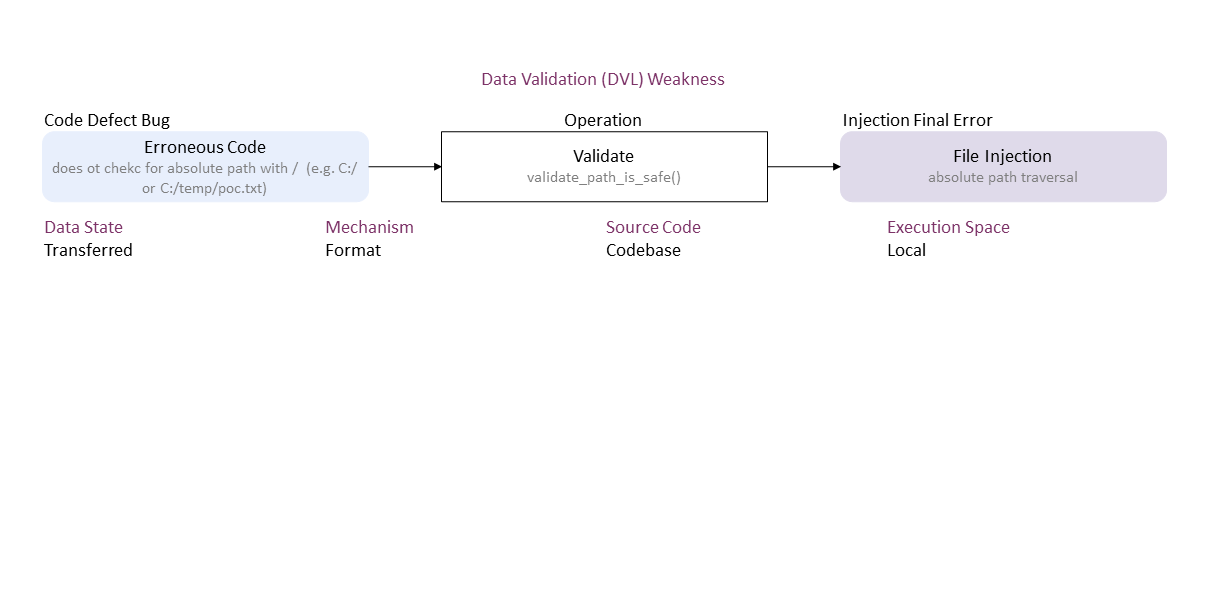 Data Validation (DVL) Weakness
Code Defect Bug
Operation
Injection Final Error
Erroneous Code
does ot chekc for absolute path with /  (e.g. C:/
or C:/temp/poc.txt)
Validate
validate_path_is_safe()
File Injection
absolute path traversal
Data State
Mechanism
Source Code
Execution Space
Transferred
Format
Codebase
Local